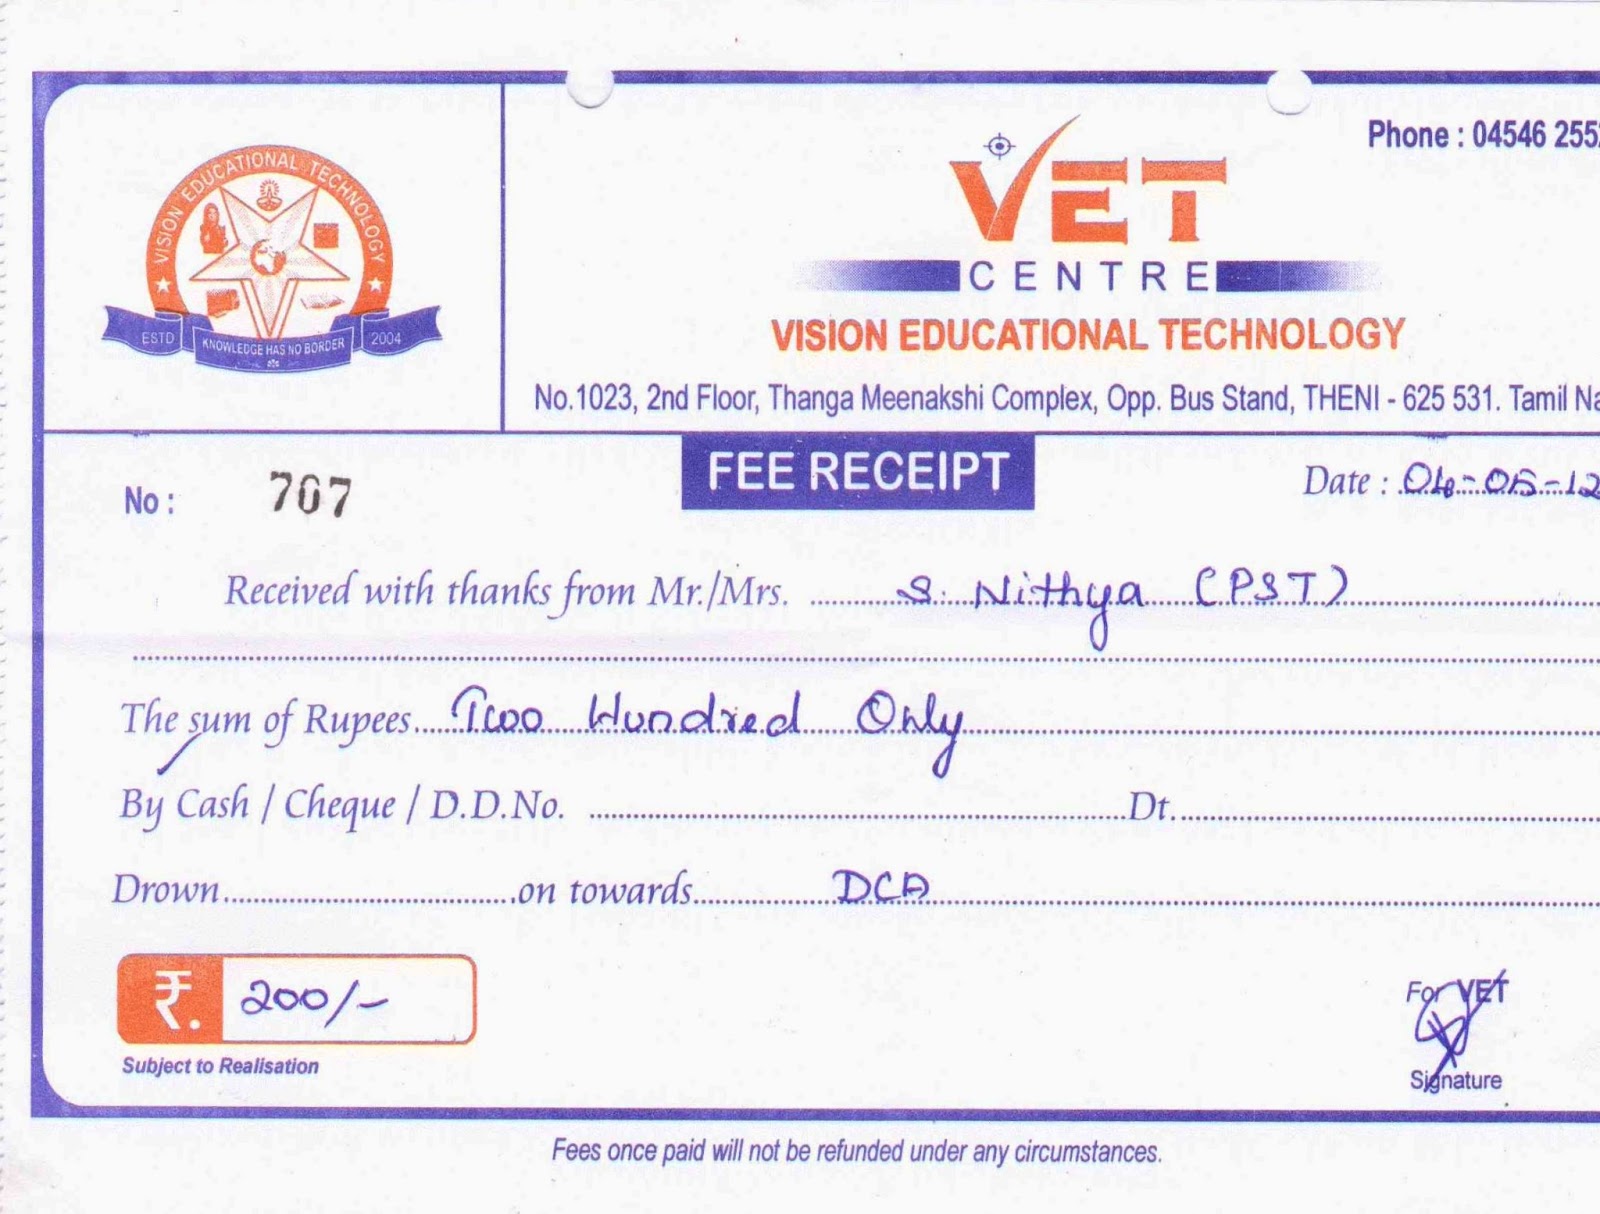 VISION EDUCATIONAL TECHNOLOGY
ESTD
KNOWLEDGE HAS NO BORDER
2004
Phone : 04546 255
VET
CENTRE
VISION EDUCATIONAL TECHNOLOGY
No.1023, 2nd Floor, Thanga Meenakshi Complex, Opp. Bus Stand, THENI - 625 531. Tamil Na
FEE RECEIPT
No : 767
Date : 04-05-12
Received with thanks from Mr./Mrs. S. Nithya (PST)
The sum of Rupees Two Hundred Only
By Cash / Cheque / D.D.No. Dt.
Drown on towards DCA
₹. 200/-
Subject to Realisation
For VET
Signature
Fees once paid will not be refunded under any circumstances.